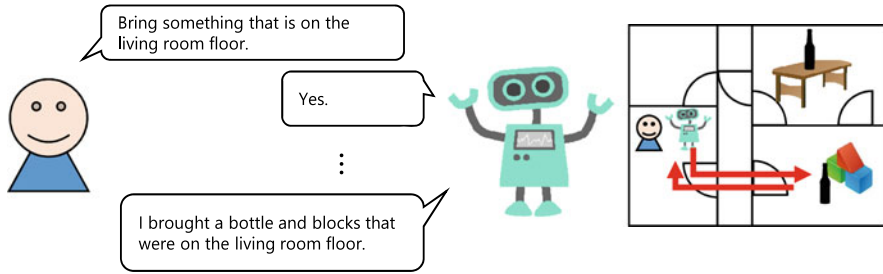 Bring something that is on the
living room floor.
Yes.
I brought a bottle and blocks that
were on the living room floor.